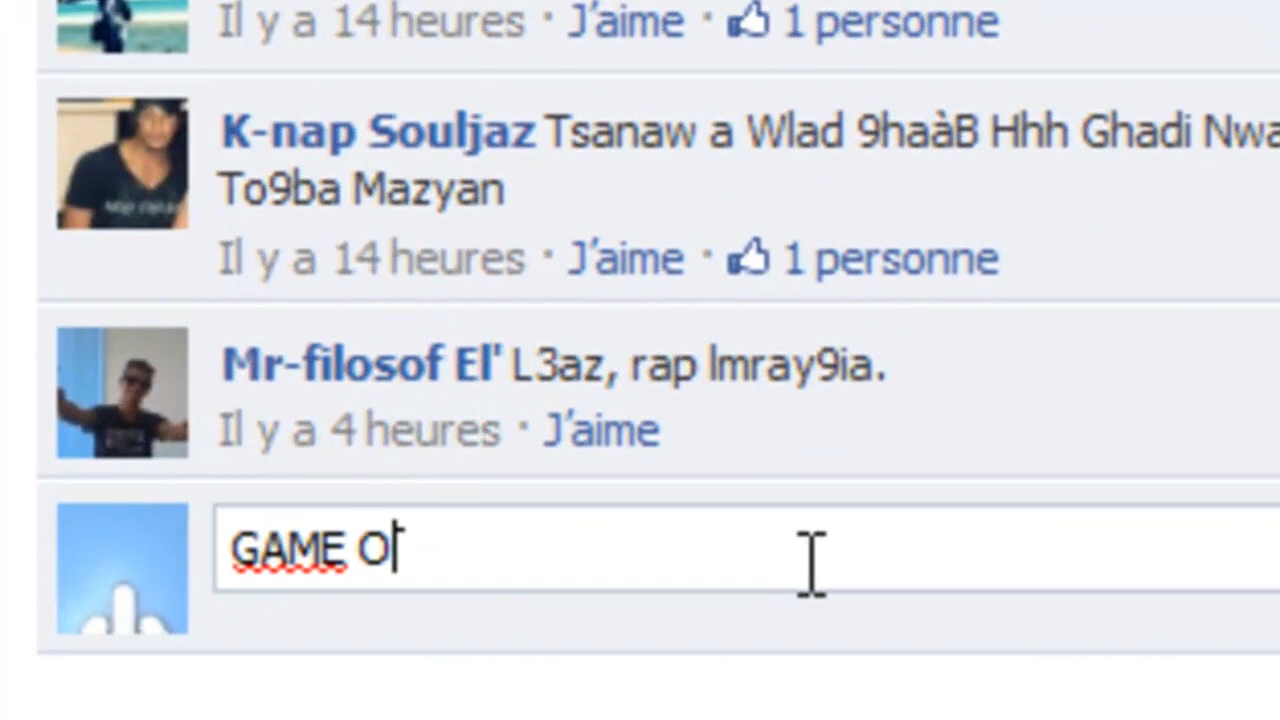 Il y a 14 heures · J'aime · 1 personne
K-nap Souljaz Tsanaw a Wlad 9haàB Hhh Ghadi
To9ba Mazyan
Il y a 14 heures · J'aime · 1 personne
Mr-filosof El' L3az, rap lmray9ia.
Il y a 4 heures · J'aime
GAME O